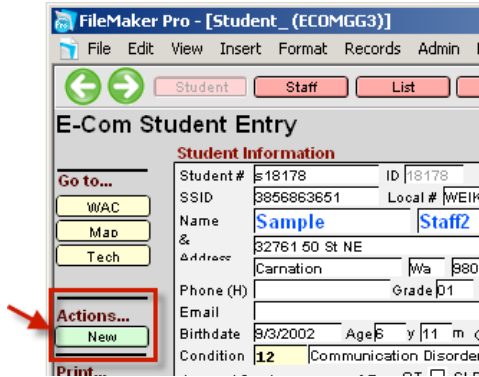 FileMaker Pro - [Student_ (ECOMGG3)]
File Edit View Insert Format Records Admin
Student Staff List
E-Com Student Entry
Student Information
Go to...
WAC
Map
Tech
Actions...
New
Print...
Student # s18178 ID 18178
SSID 3856863651 Local # WEIK
Name Sample Staff2
&
Address 32761 50 St NE
Carnation Wa 980
Phone (H) Grade 01
Email
Birthdate 9/3/2002 Age 6 y 11 m
Condition 12 Communication Disorder